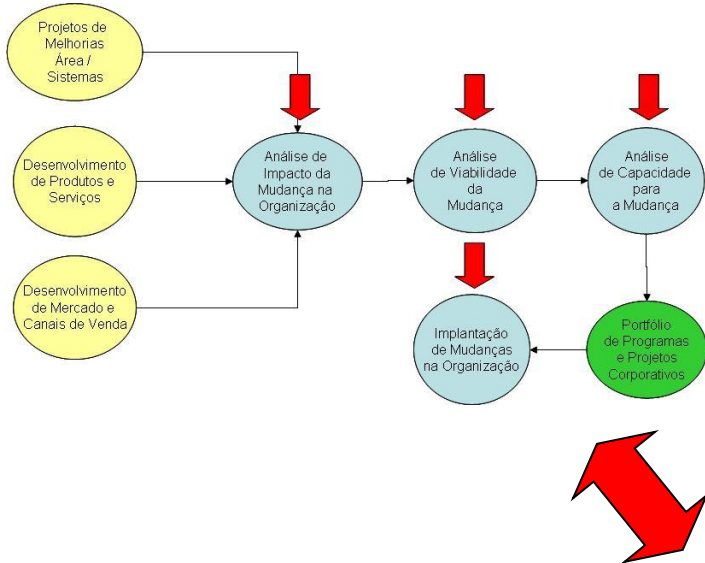 Projetos de
Melhorias
Área /
Sistemas
Desenvolvimento
de Produtos e
Serviços
Desenvolvimento
de Mercado e
Canais de Venda
Análise de
Impacto da
Mudança na
Organização
Análise
de Viabilidade
da
Mudança
Análise
de Capacidade
para
a Mudança
Implantação
de Mudanças
na Organização
Portfólio
de Programas
e Projetos
Corporativos